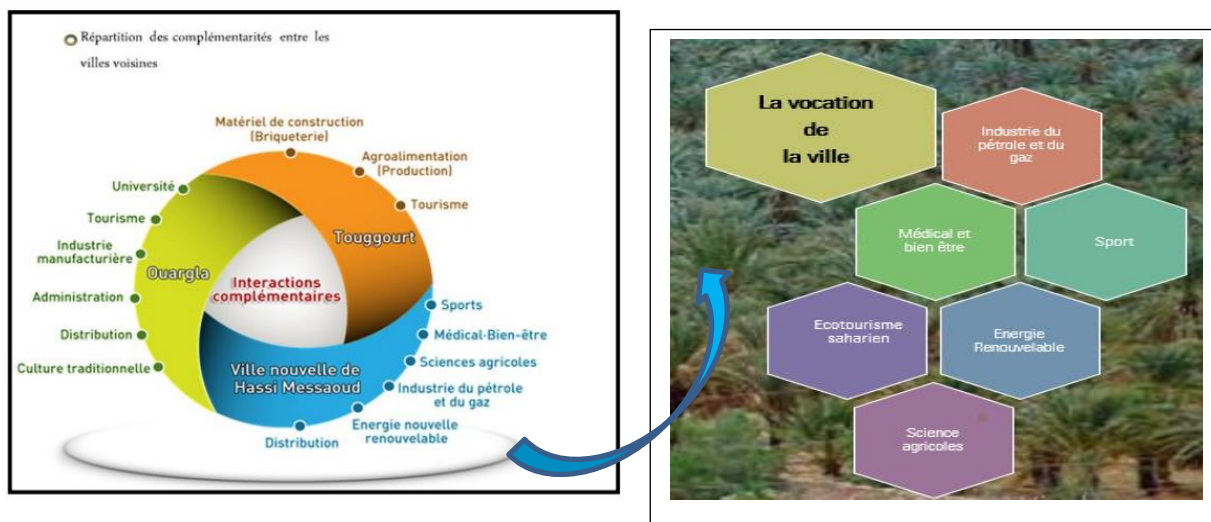 Répartition des complémentarités entre les
villes voisines
Matériel de construction
(Briqueterie)
Agroalimentation
(Production)
Tourisme
Touggourt
Université
Tourisme
Industrie
manufacturière
Administration
Distribution
Culture traditionnelle
Ouargla
Interactions
complémentaires
Ville nouvelle de
Hassi Messaoud
Sports
Médical-Bien-être
Sciences agricoles
Industrie du pétrole
et du gaz
Energie nouvelle
renouvelable
Distribution
La vocation
de
la ville
Industrie du
pétrole et du
gaz
Médical et
bien être
Sport
Ecotourisme
saharien
Energie
Renouvelable
Science
agricoles